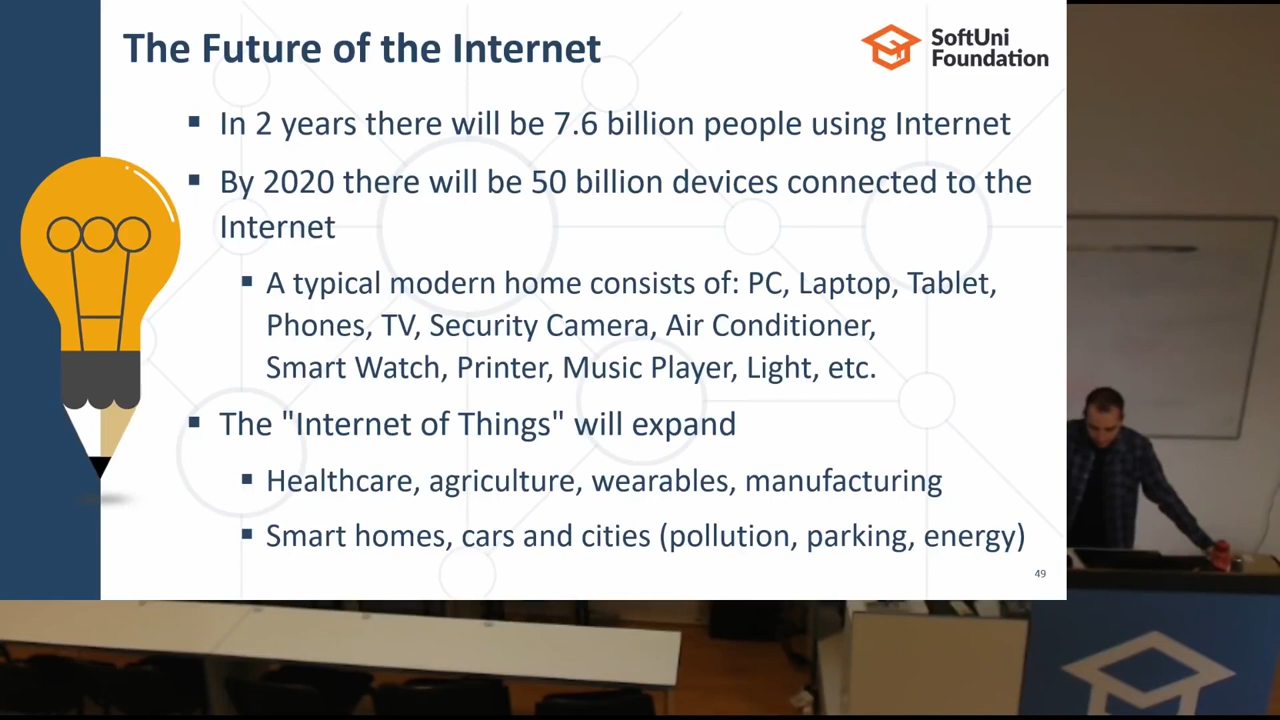 The Future of the Internet
SoftUni
Foundation
▪ In 2 years there will be 7.6 billion people using Internet
▪ By 2020 there will be 50 billion devices connected to the
Internet
▪ A typical modern home consists of: PC, Laptop, Tablet,
Phones, TV, Security Camera, Air Conditioner,
Smart Watch, Printer, Music Player, Light, etc.
▪ The "Internet of Things" will expand
▪ Healthcare, agriculture, wearables, manufacturing
▪ Smart homes, cars and cities (pollution, parking, energy)
49